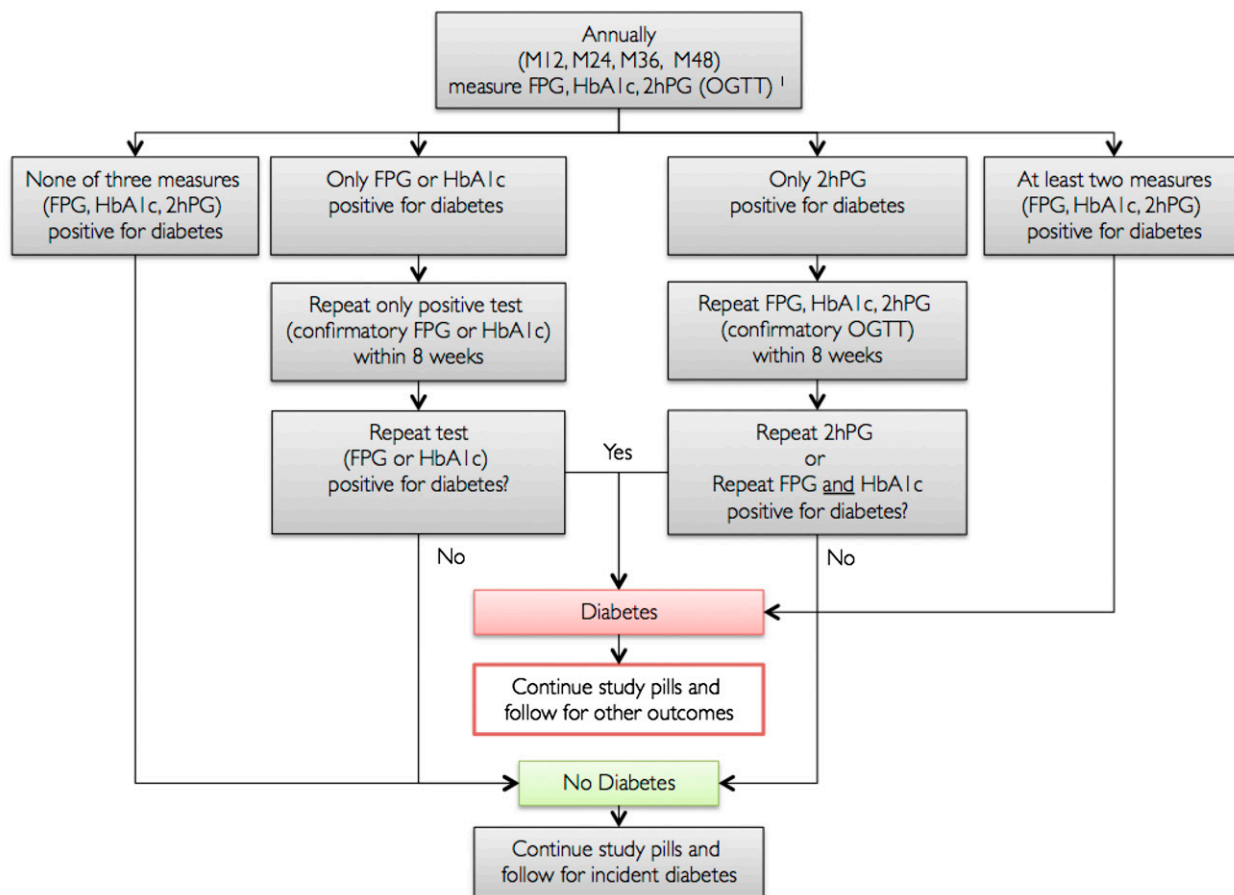 Annually
(M12, M24, M36, M48)
measure FPG, HbA1c, 2hPG (OGTT) 1
None of three measures
(FPG, HbA1c, 2hPG)
positive for diabetes
Only FPG or HbA1c
positive for diabetes
Only 2hPG
positive for diabetes
At least two measures
(FPG, HbA1c, 2hPG)
positive for diabetes
Repeat only positive test
(confirmatory FPG or HbA1c)
within 8 weeks
Repeat FPG, HbA1c, 2hPG
(confirmatory OGTT)
within 8 weeks
Repeat test
(FPG or HbA1c)
positive for diabetes?
Yes
Repeat 2hPG
or
Repeat FPG and HbA1c
positive for diabetes?
No
No
Diabetes
Continue study pills and
follow for other outcomes
No Diabetes
Continue study pills and
follow for incident diabetes